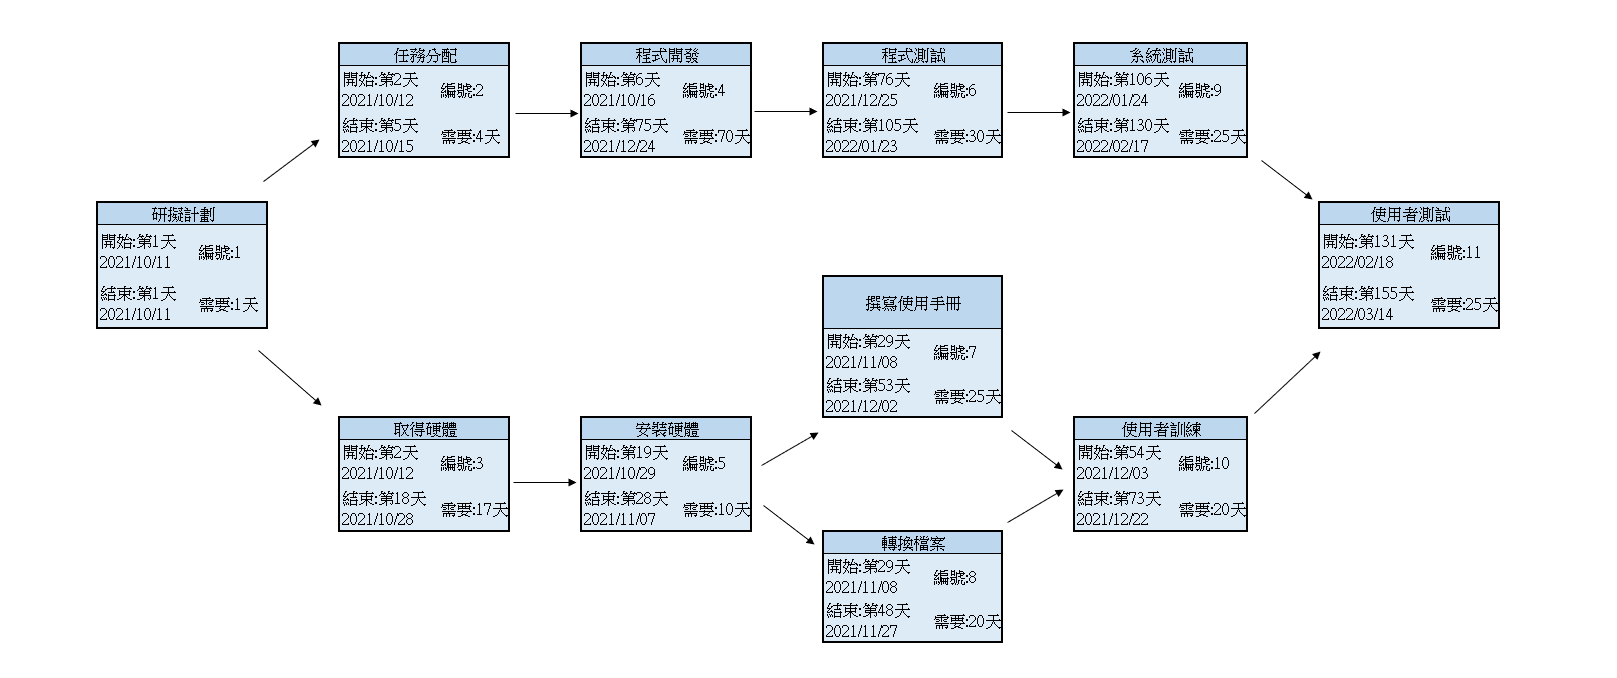 任務分配
開始:第2天
2021/10/12
編號:2
結束:第5天
2021/10/15
需要:4天
程式開發
開始:第6天
2021/10/16
編號:4
結束:第75天
2021/12/24
需要:70天
程式測試
開始:第76天
2021/12/25
編號:6
結束:第105天
2022/01/23
需要:30天
系統測試
開始:第106天
2022/01/24
編號:9
結束:第130天
2022/02/17
需要:25天
研擬計劃
開始:第1天
2021/10/11
編號:1
結束:第1天
2021/10/11
需要:1天
使用者測試
開始:第131天
2022/02/18
編號:11
結束:第155天
2022/03/14
需要:25天
撰寫使用手冊
開始:第29天
2021/11/08
編號:7
結束:第53天
2021/12/02
需要:25天
取得硬體
開始:第2天
2021/10/12
編號:3
結束:第18天
2021/10/28
需要:17天
安裝硬體
開始:第19天
2021/10/29
編號:5
結束:第28天
2021/11/07
需要:10天
使用者訓練
開始:第54天
2021/12/03
編號:10
結束:第73天
2021/12/22
需要:20天
轉換檔案
開始:第29天
2021/11/08
編號:8
結束:第48天
2021/11/27
需要:20天